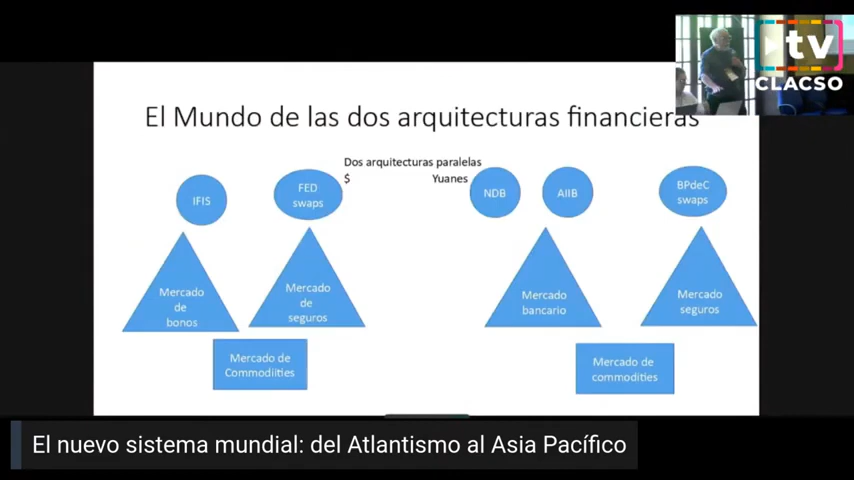 tv
CLACSO
El Mundo de las dos arquitecturas financieras
Dos arquitecturas paralelas
$ Yuanes
IFIS
FED
swaps
NDB
AIIB
BPdeC
swaps
Mercado
de
bonos
Mercado
de
seguros
Mercado
bancario
Mercado
seguros
Mercado de
Commodiities
Mercado de
commodities
El nuevo sistema mundial: del Atlantismo al Asia Pacífico